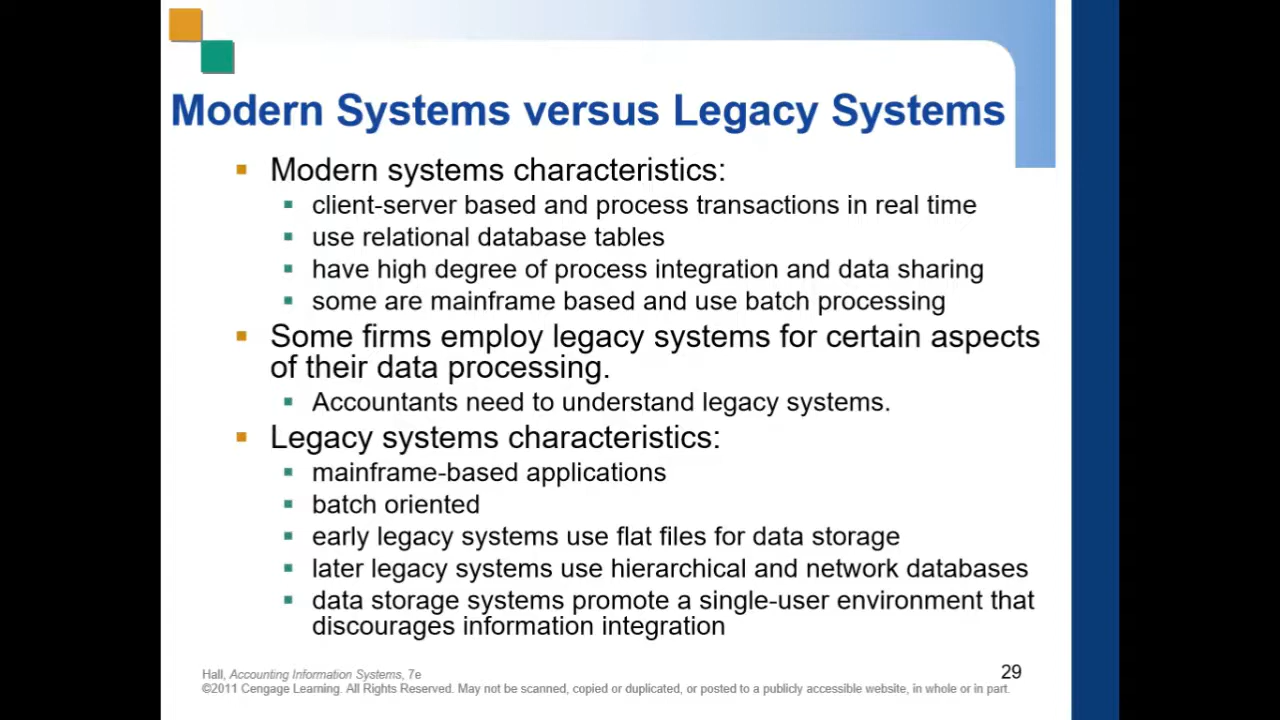 Modern Systems versus Legacy Systems
Modern systems characteristics:
client-server based and process transactions in real time
use relational database tables
have high degree of process integration and data sharing
some are mainframe based and use batch processing
Some firms employ legacy systems for certain aspects
of their data processing.
Accountants need to understand legacy systems.
Legacy systems characteristics:
mainframe-based applications
batch oriented
early legacy systems use flat files for data storage
later legacy systems use hierarchical and network databases
data storage systems promote a single-user environment that
discourages information integration
Hall, Accounting Information Systems, 7e
©2011 Cengage Learning. All Rights Reserved. May not be scanned, copied or duplicated, or posted to a publicly accessible website, in whole or in part.
29